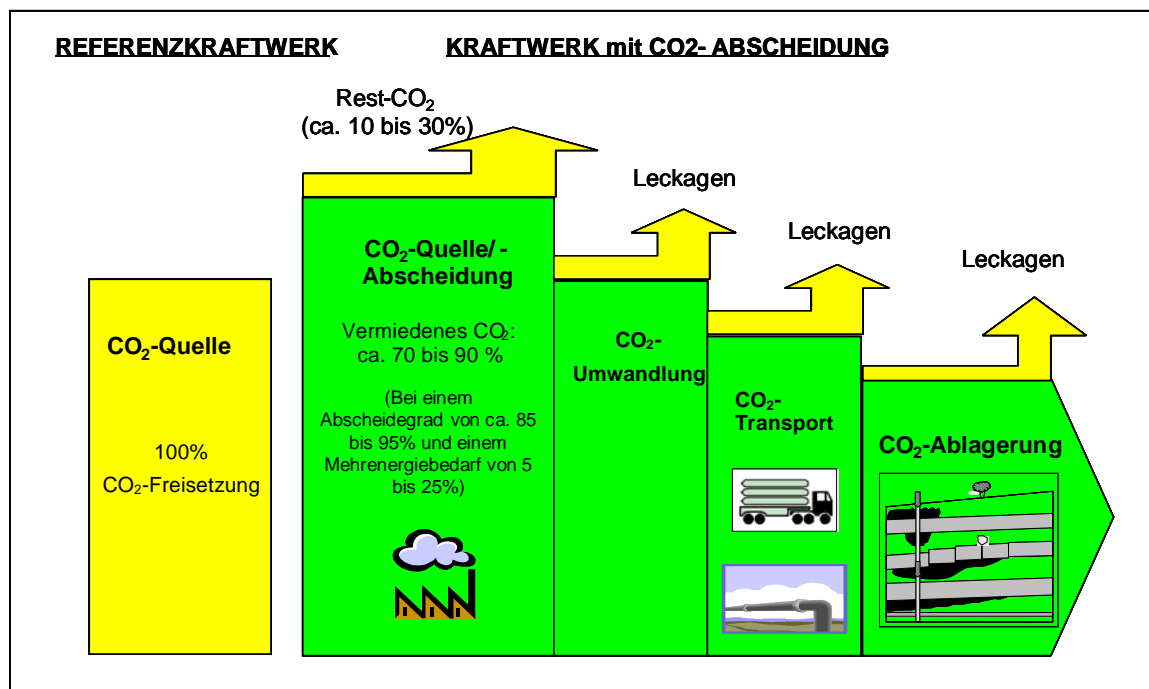 REFERENZKRAFTWERK
KRAFTWERK mit CO2- ABSCHEIDUNG
Rest-CO₂
(ca. 10 bis 30%)
Leckagen
Leckagen
Leckagen
CO₂-Quelle
100%
CO₂-Freisetzung
CO₂-Quelle/ -
Abscheidung
Vermiedenes CO₂:
ca. 70 bis 90 %
(Bei einem
Abscheidegrad von ca. 85
bis 95% und einem
Mehrenergiebedarf von 5
bis 25%)
CO₂-
Umwandlung
CO₂-
Transport
CO₂-Ablagerung